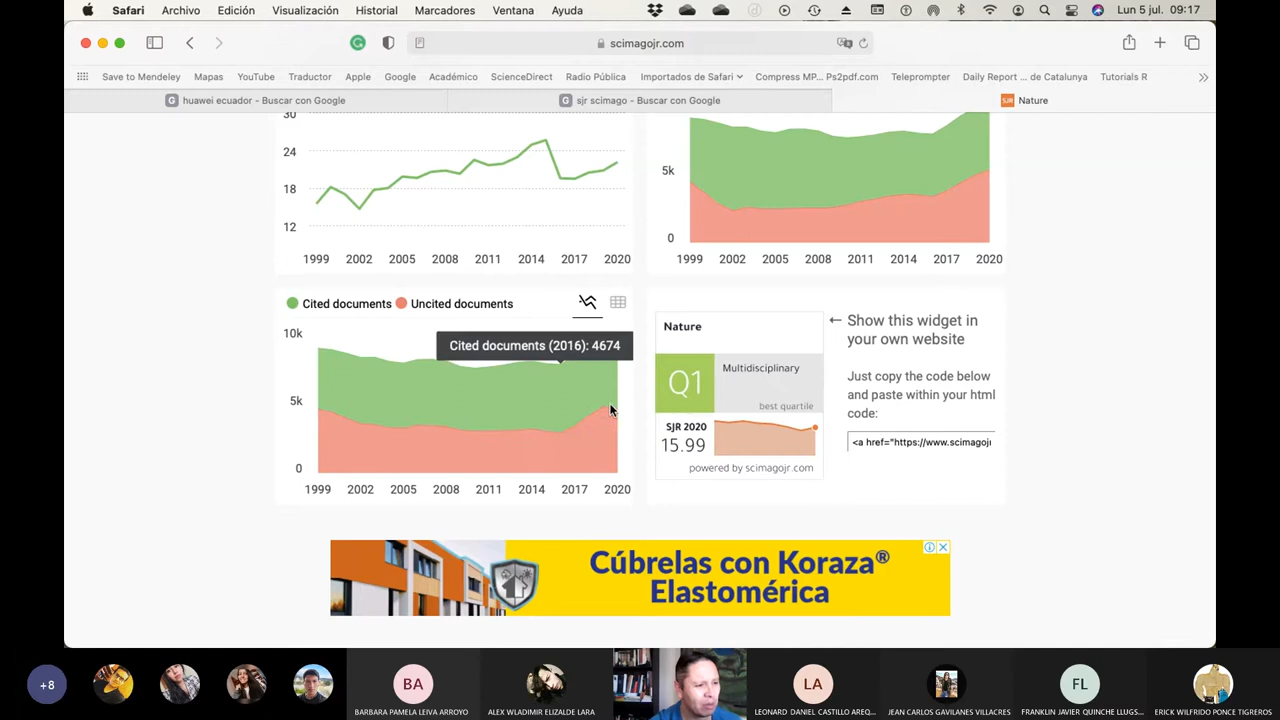 Safari Archivo Edición Visualización Historial Marcadores Ventana Ayuda Lun 5 jul. 09:17
scimagojr.com
Save to Mendeley Mapas YouTube Traductor Apple Google Académico ScienceDirect Radio Pública Importados de Safari Compress MP... Ps2pdf.com Teleprompter Daily Report ... de Catalunya Tutorials R
huawei ecuador - Buscar con Google sjr scimago - Buscar con Google SJR Nature
30
24
18
12
1999 2002 2005 2008 2011 2014 2017 2020
5k
0
1999 2002 2005 2008 2011 2014 2017 2020
Cited documents Uncited documents
10k
Cited documents (2016): 4674
5k
0
1999 2002 2005 2008 2011 2014 2017 2020
Nature
Q1
Multidisciplinary
best quartile
SJR 2020
15.99
powered by scimagojr.com
← Show this widget in
your own website
Just copy the code below
and paste within your html
code:
<a href="https://www.scimagojr
Cúbrelas con Koraza®
Elastomérica
+8
BA
LA
FL
BARBARA PAMELA LEIVA ARROYO
ALEX WLADIMIR ELIZALDE LARA
LEONARD DANIEL CASTILLO AREQ...
JEAN CARLOS GAVILANES VILLACRES
FRANKLIN JAVIER QUINCHE LLUGS...
ERICK WILFRIDO PONCE TIGREROS